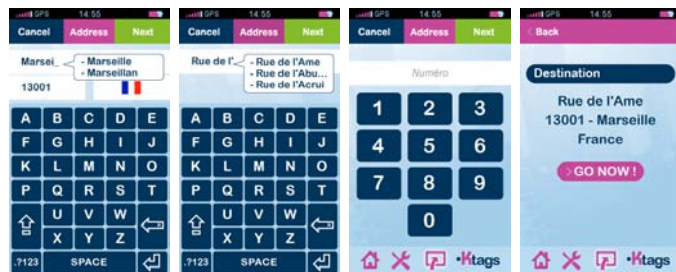 GPS 14:55
Cancel Address Next
Marsei_ - Marseille
- Marseillan
13001
A B C D E
F G H I J
K L M N O
P Q R S T
U V W
X Y Z
.?123 SPACE
GPS 14:55
Cancel Address Next
Rue de l'_ - Rue de l'Ame
- Rue de l'Abu...
- Rue de l'Acrui
A B C D E
F G H I J
K L M N O
P Q R S T
U V W
X Y Z
.?123 SPACE
GPS 14:55
Cancel Address Next
Numéro
1 2 3
4 5 6
7 8 9
0
Ktags
GPS 14:55
Back
Destination
Rue de l'Ame
13001 - Marseille
France
GO NOW !
Ktags